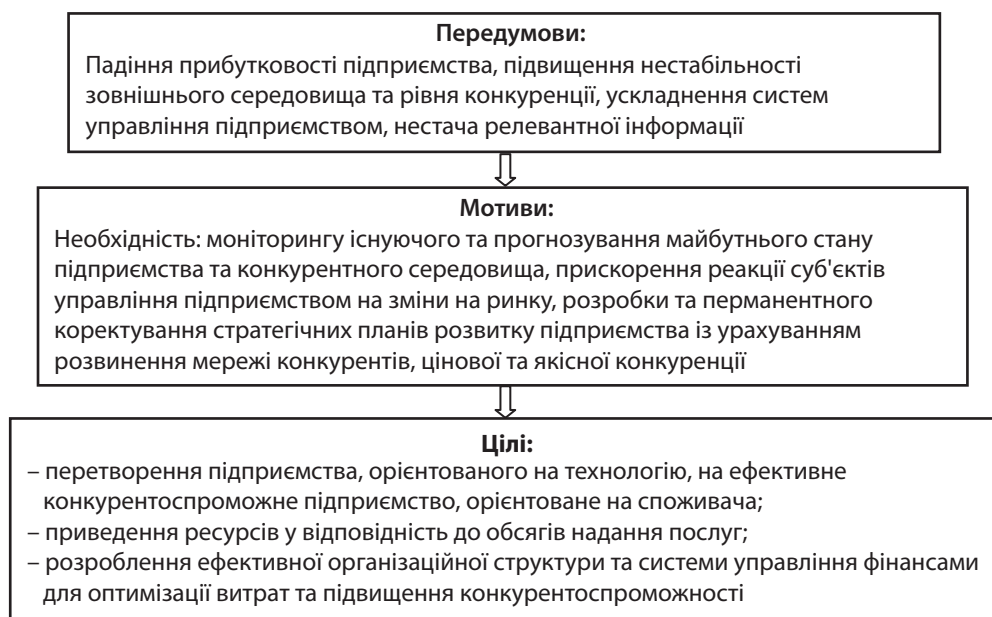 Передумови:
Падіння прибутковості підприємства, підвищення нестабільності
зовнішнього середовища та рівня конкуренції, ускладнення систем
управління підприємством, нестача релевантної інформації
Мотиви:
Необхідність: моніторингу існуючого та прогнозування майбутнього стану
підприємства та конкурентного середовища, прискорення реакції суб'єктів
управління підприємством на зміни на ринку, розробки та перманентного
коректування стратегічних планів розвитку підприємства із урахуванням
розвинення мережі конкурентів, цінової та якісної конкуренції
Цілі:
– перетворення підприємства, орієнтованого на технологію, на ефективне
конкурентоспроможне підприємство, орієнтоване на споживача;
– приведення ресурсів у відповідність до обсягів надання послуг;
– розроблення ефективної організаційної структури та системи управління фінансами
для оптимізації витрат та підвищення конкурентоспроможності